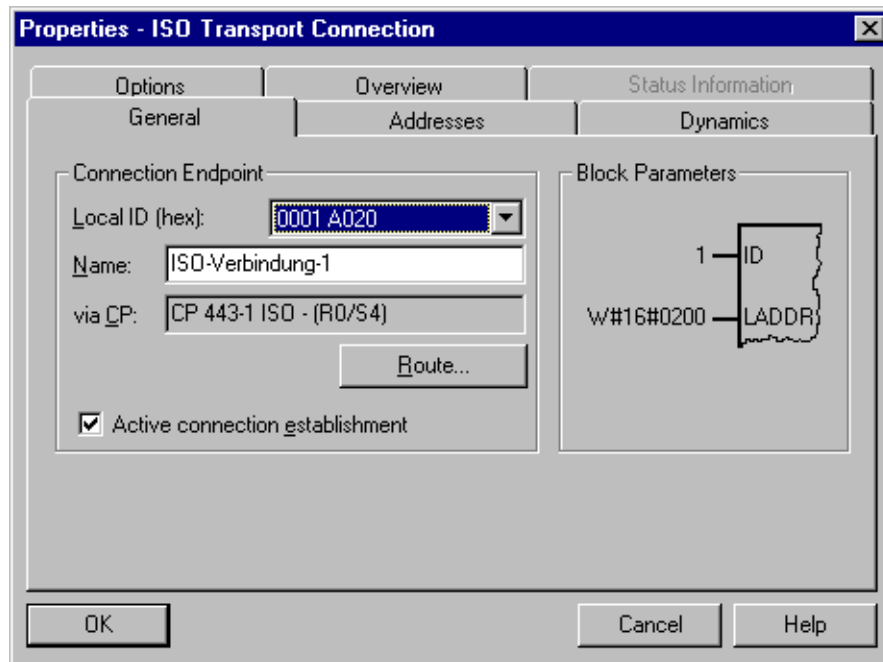 Properties - ISO Transport Connection
Options Overview Status Information
General Addresses Dynamics
Connection Endpoint
Local ID (hex): 0001 A020
Name: ISO-Verbindung-1
via CP: CP 443-1 ISO - (R0/S4)
Route...
Active connection establishment
Block Parameters
1 ID
W#16#0200 LADDR
OK Cancel Help